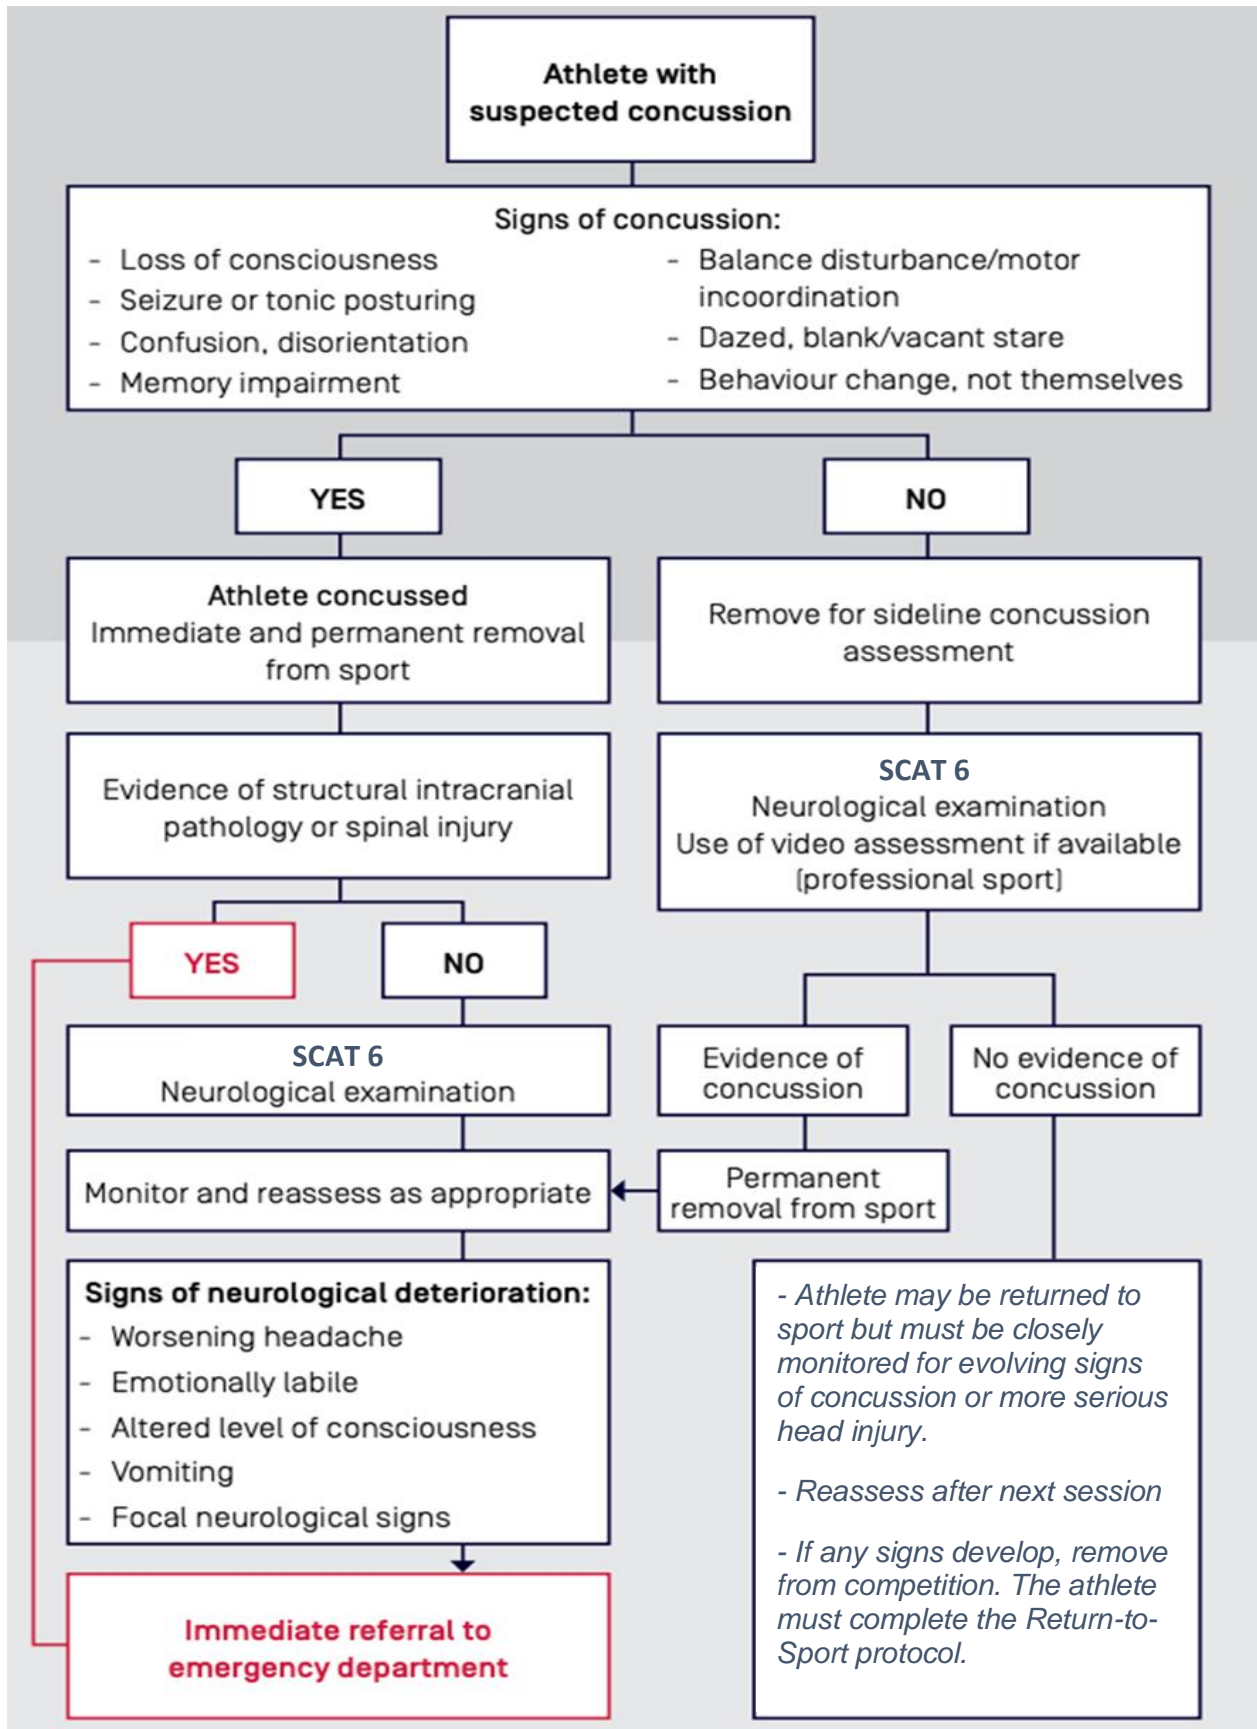 Athlete with
suspected concussion
Signs of concussion:
- Loss of consciousness
- Seizure or tonic posturing
- Confusion, disorientation
- Memory impairment
- Balance disturbance/motor
incoordination
- Dazed, blank/vacant stare
- Behaviour change, not themselves
YES
NO
Athlete concussed
Immediate and permanent removal
from sport
Remove for sideline concussion
assessment
Evidence of structural intracranial
pathology or spinal injury
SCAT 6
Neurological examination
Use of video assessment if available
(professional sport)
YES
NO
SCAT 6
Neurological examination
Evidence of
concussion
No evidence of
concussion
Monitor and reassess as appropriate
Permanent
removal from sport
Signs of neurological deterioration:
- Worsening headache
- Emotionally labile
- Altered level of consciousness
- Vomiting
- Focal neurological signs
- Athlete may be returned to
sport but must be closely
monitored for evolving signs
of concussion or more serious
head injury.
- Reassess after next session
- If any signs develop, remove
from competition. The athlete
must complete the Return-to-
Sport protocol.
Immediate referral to
emergency department